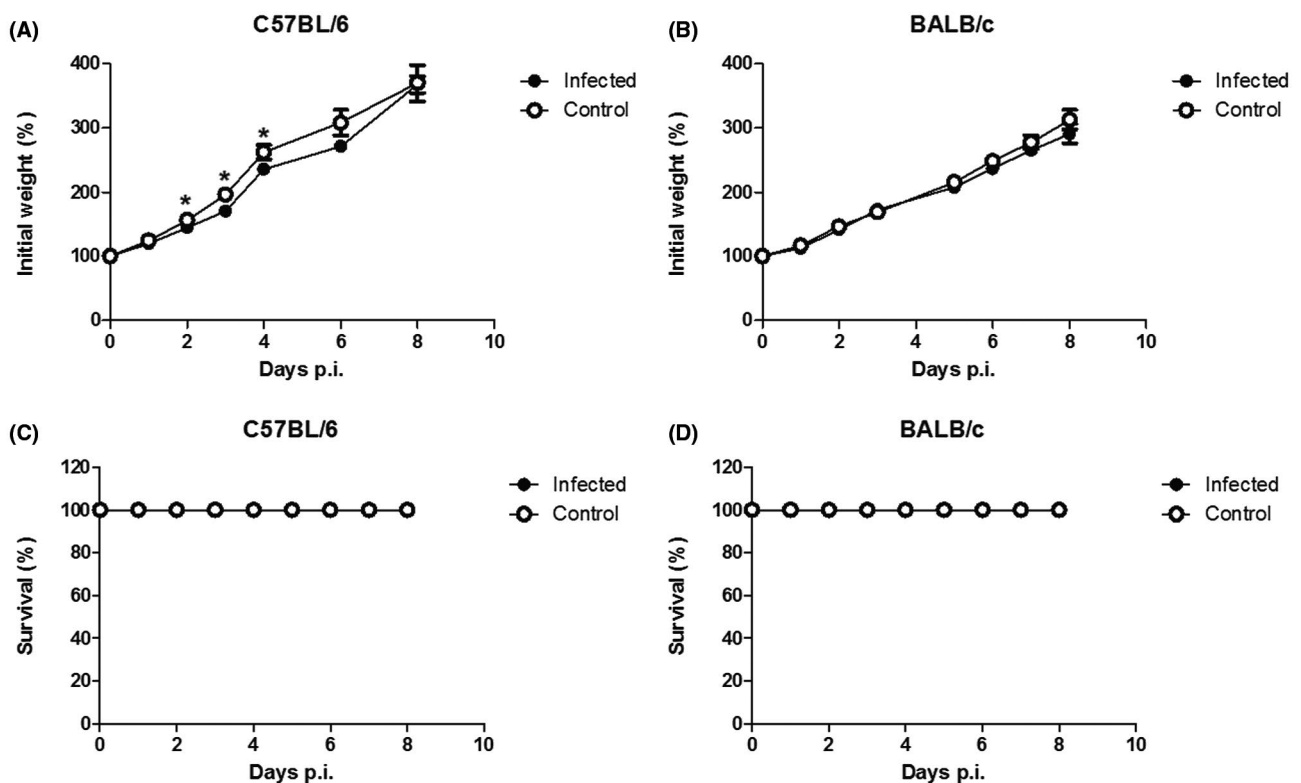 (A)
C57BL/6
400
300
200
100
0
Initial weight (%)
*
*
*
0 2 4 6 8 10
Days p.i.
Infected
Control
(B)
BALB/c
400
300
200
100
0
Initial weight (%)
0 2 4 6 8 10
Days p.i.
Infected
Control
(C)
C57BL/6
120
100
80
60
40
20
0
Survival (%)
0 2 4 6 8 10
Days p.i.
Infected
Control
(D)
BALB/c
120
100
80
60
40
20
0
Survival (%)
0 2 4 6 8 10
Days p.i.
Infected
Control